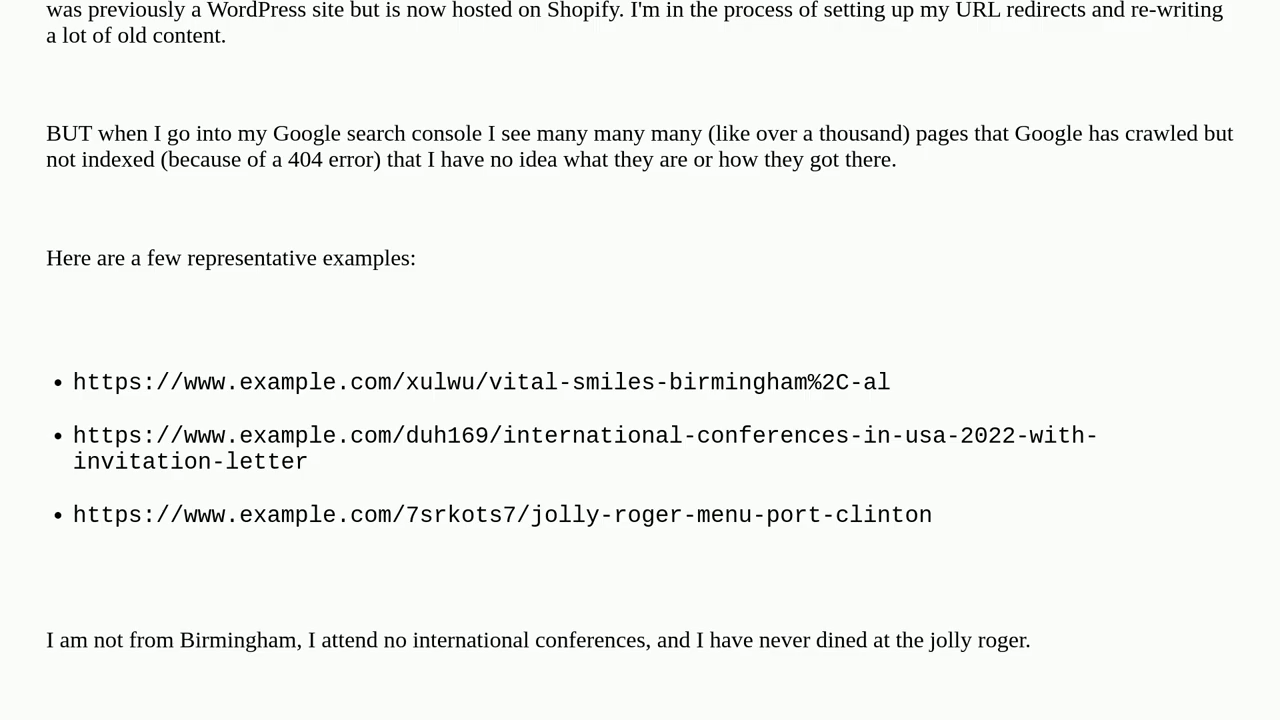 was previously a WordPress site but is now hosted on Shopify. I'm in the process of setting up my URL redirects and re-writing
a lot of old content.
BUT when I go into my Google search console I see many many many (like over a thousand) pages that Google has crawled but
not indexed (because of a 404 error) that I have no idea what they are or how they got there.
Here are a few representative examples:
• https://www.example.com/xulwu/vital-smiles-birmingham%2C-al
• https://www.example.com/duh169/international-conferences-in-usa-2022-with-
invitation-letter
• https://www.example.com/7srkots7/jolly-roger-menu-port-clinton
I am not from Birmingham, I attend no international conferences, and I have never dined at the jolly roger.